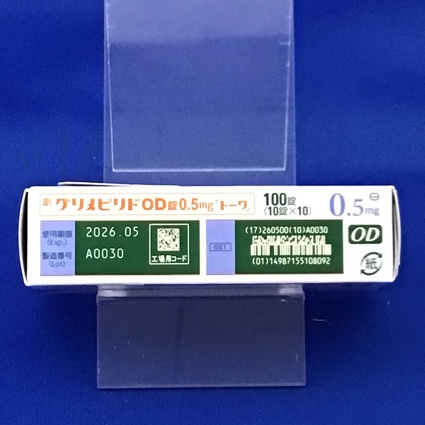 劇 グリメピリドOD錠0.5mg「トーワ」
100錠
(10錠×10)
0.5mg
使用期限
(Exp.)
2026.05
製造番号
(Lot)
A0030
工場用コード
GS1
(17)260500(10)A0030
(01)14987155108092
OD
紙